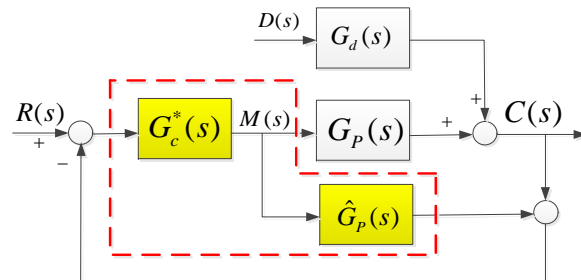 D(s)
G_d(s)
+
R(s)
G_c^*(s)
M(s)
G_P(s)
+
C(s)
+
−
Ĝ_P(s)